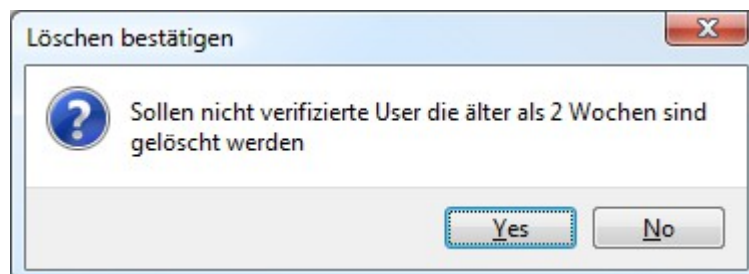 Löschen bestätigen
Sollen nicht verifizierte User die älter als 2 Wochen sind
gelöscht werden
Yes
No